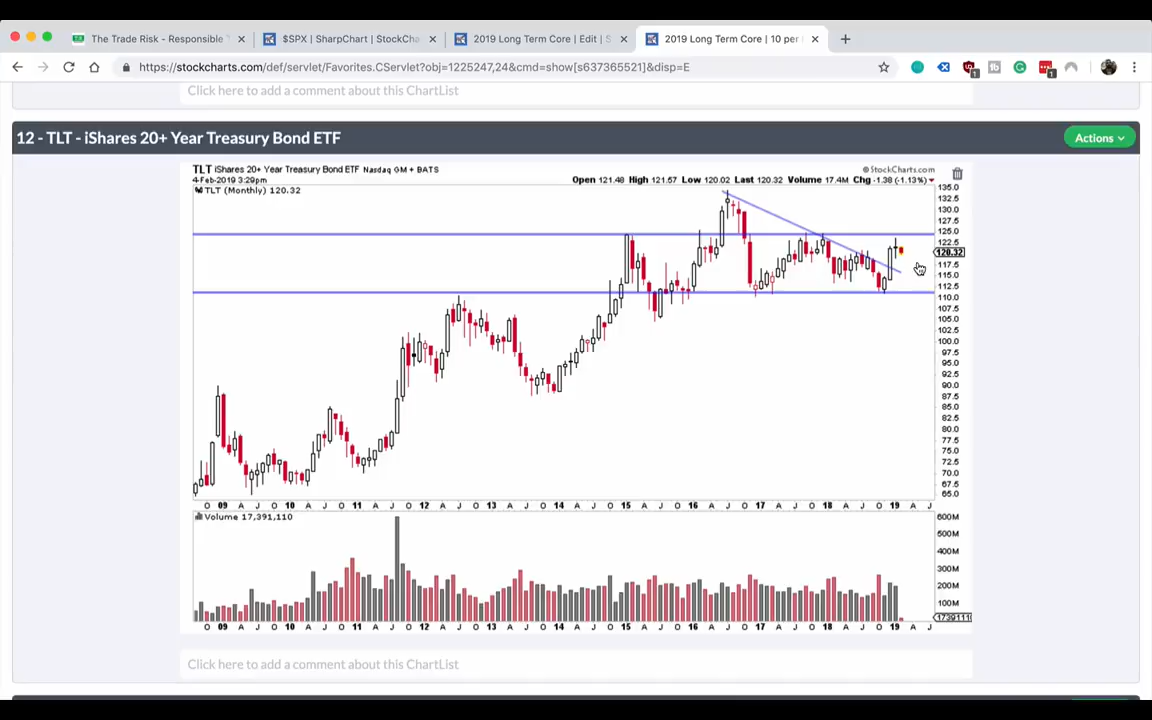 The Trade Risk - Responsible
$SPX | SharpChart | StockCha
2019 Long Term Core | Edit | S
2019 Long Term Core | 10 per
https://stockcharts.com/def/servlet/Favorites.CServlet?obj=1225247,24&cmd=show[s637365521]&disp=E
Click here to add a comment about this ChartList
12 - TLT - iShares 20+ Year Treasury Bond ETF
Actions
TLT iShares 20+ Year Treasury Bond ETF Nasdaq GM + BATS
© StockCharts.com
4-Feb-2019 3:29pm
Open 121.48 High 121.57 Low 120.02 Last 120.32 Volume 17.4M Chg -1.38 (-1.13%)
TLT (Monthly) 120.32
135.0
132.5
130.0
127.5
125.0
122.5
120.32
117.5
115.0
112.5
110.0
107.5
105.0
102.5
100.0
97.5
95.0
92.5
90.0
87.5
85.0
82.5
80.0
77.5
75.0
72.5
70.0
67.5
65.0
O 09 A J O 10 A J O 11 A J O 12 A J O 13 A J O 14 A J O 15 A J O 16 A J O 17 A J O 18 A J O 19 A J
Volume 17,391,110
600M
500M
400M
300M
200M
100M
O 09 A J O 10 A J O 11 A J O 12 A J O 13 A J O 14 A J O 15 A J O 16 A J O 17 A J O 18 A J O 19 A J
Click here to add a comment about this ChartList